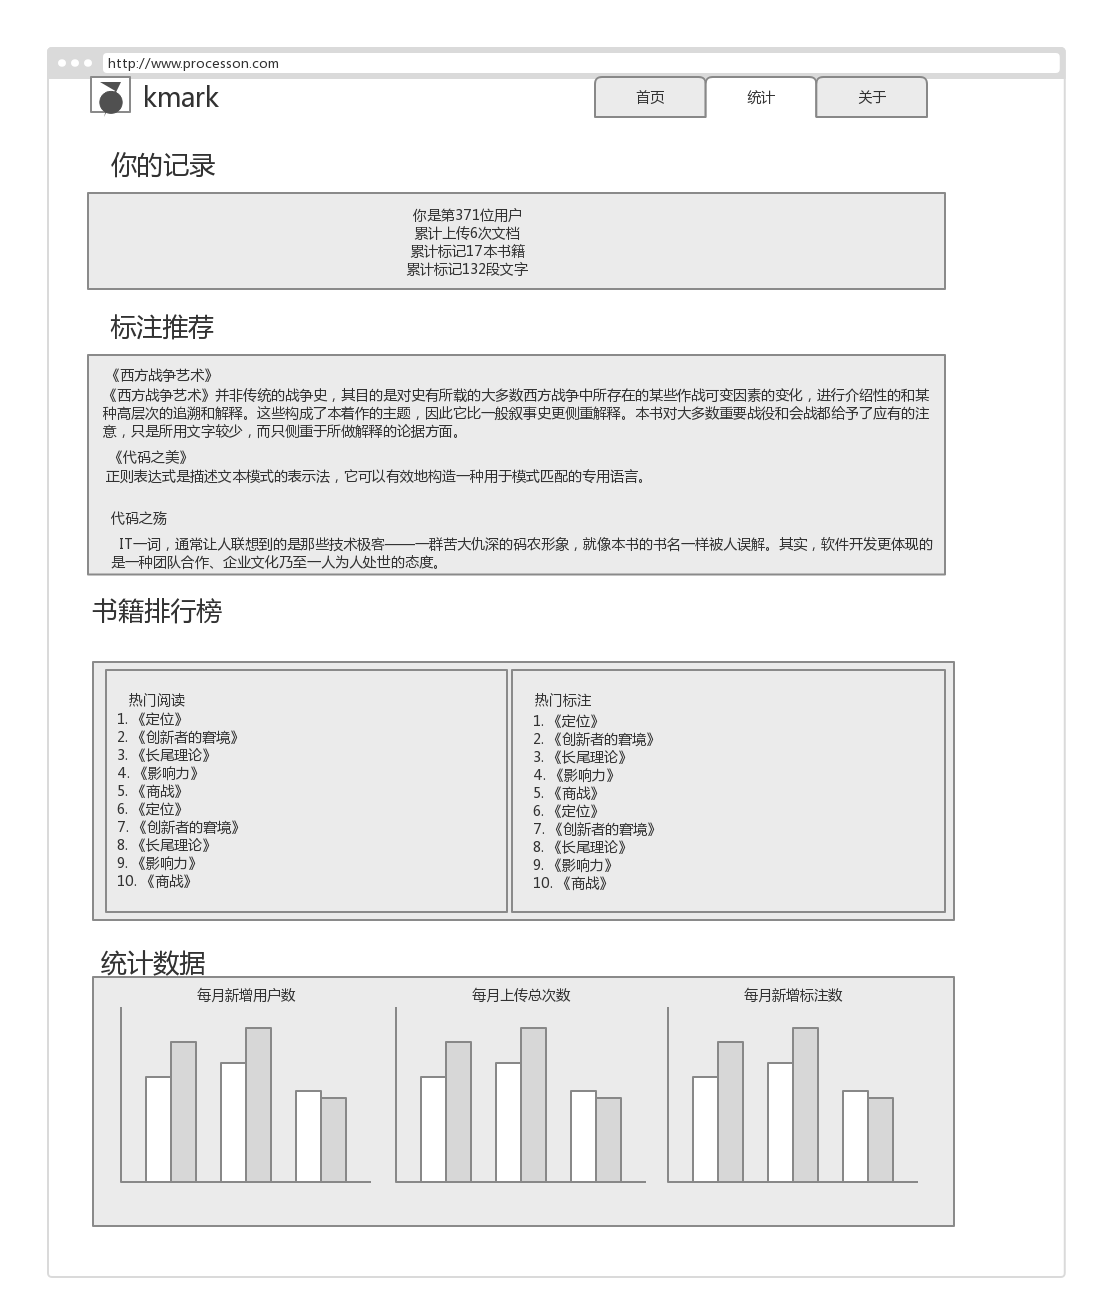 http://www.processon.com
kmark
首页
统计
关于
你的记录
你是第371位用户
累计上传6次文档
累计标记17本书籍
累计标记132段文字
标注推荐
《西方战争艺术》
《西方战争艺术》并非传统的战争史，其目的是对史有所载的大多数西方战争中所存在的某些作战可变因素的变化，进行介绍性的和某
种高层次的追溯和解释。这些构成了本着作的主题，因此它比一般叙事史更侧重解释。本书对大多数重要战役和会战都给予了应有的注
意，只是所用文字较少，而只侧重于所做解释的论据方面。
《代码之美》
正则表达式是描述文本模式的表示法，它可以有效地构造一种用于模式匹配的专用语言。
代码之殇
IT一词，通常让人联想到的是那些技术极客——一群苦大仇深的码农形象，就像本书的书名一样被人误解。其实，软件开发更体现的
是一种团队合作、企业文化乃至一人为人处世的态度。
书籍排行榜
热门阅读
1. 《定位》
2. 《创新者的窘境》
3. 《长尾理论》
4. 《影响力》
5. 《商战》
6. 《定位》
7. 《创新者的窘境》
8. 《长尾理论》
9. 《影响力》
10. 《商战》
热门标注
1. 《定位》
2. 《创新者的窘境》
3. 《长尾理论》
4. 《影响力》
5. 《商战》
6. 《定位》
7. 《创新者的窘境》
8. 《长尾理论》
9. 《影响力》
10. 《商战》
统计数据
每月新增用户数
每月上传总次数
每月新增标注数